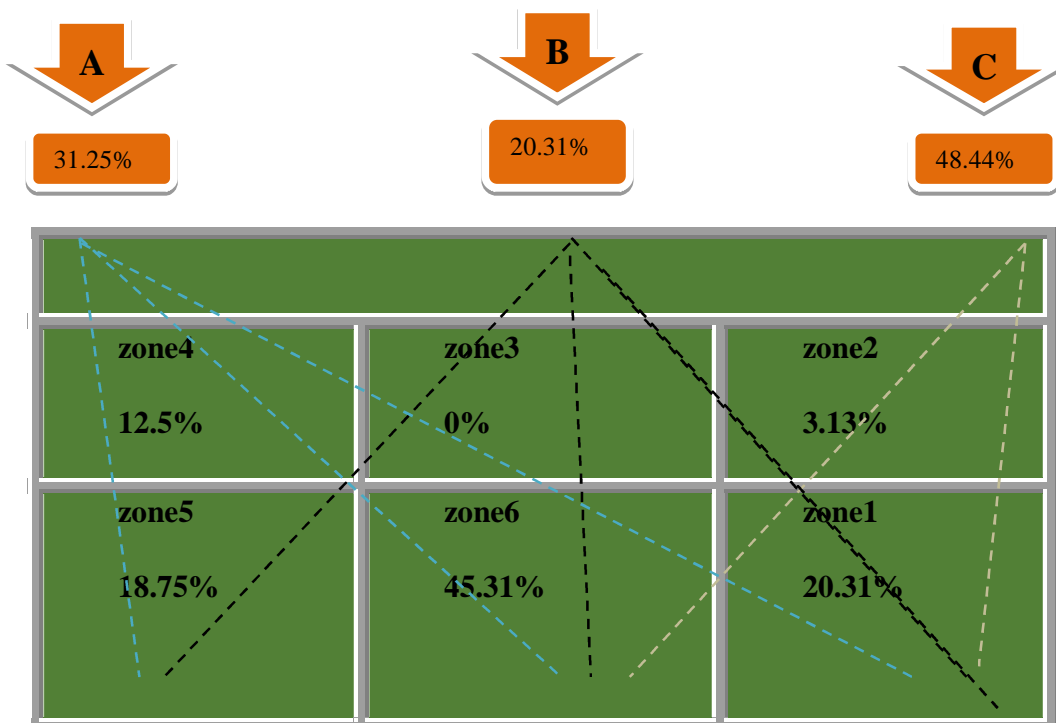 A B C
31.25% 20.31% 48.44%
zone4 zone3 zone2
12.5% 0% 3.13%
zone5 zone6 zone1
18.75% 45.31% 20.31%